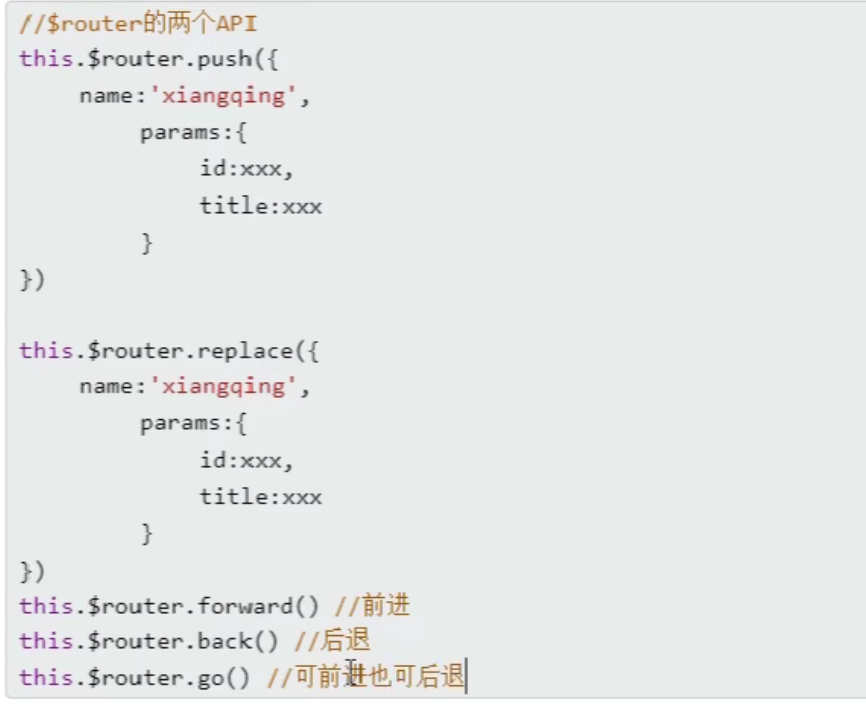 //$router的两个API
this.$router.push({
    name:'xiangqing',
        params:{
            id:xxx,
            title:xxx
        }
})

this.$router.replace({
    name:'xiangqing',
        params:{
            id:xxx,
            title:xxx
        }
})
this.$router.forward() //前进
this.$router.back() //后退
this.$router.go() //可前进也可后退